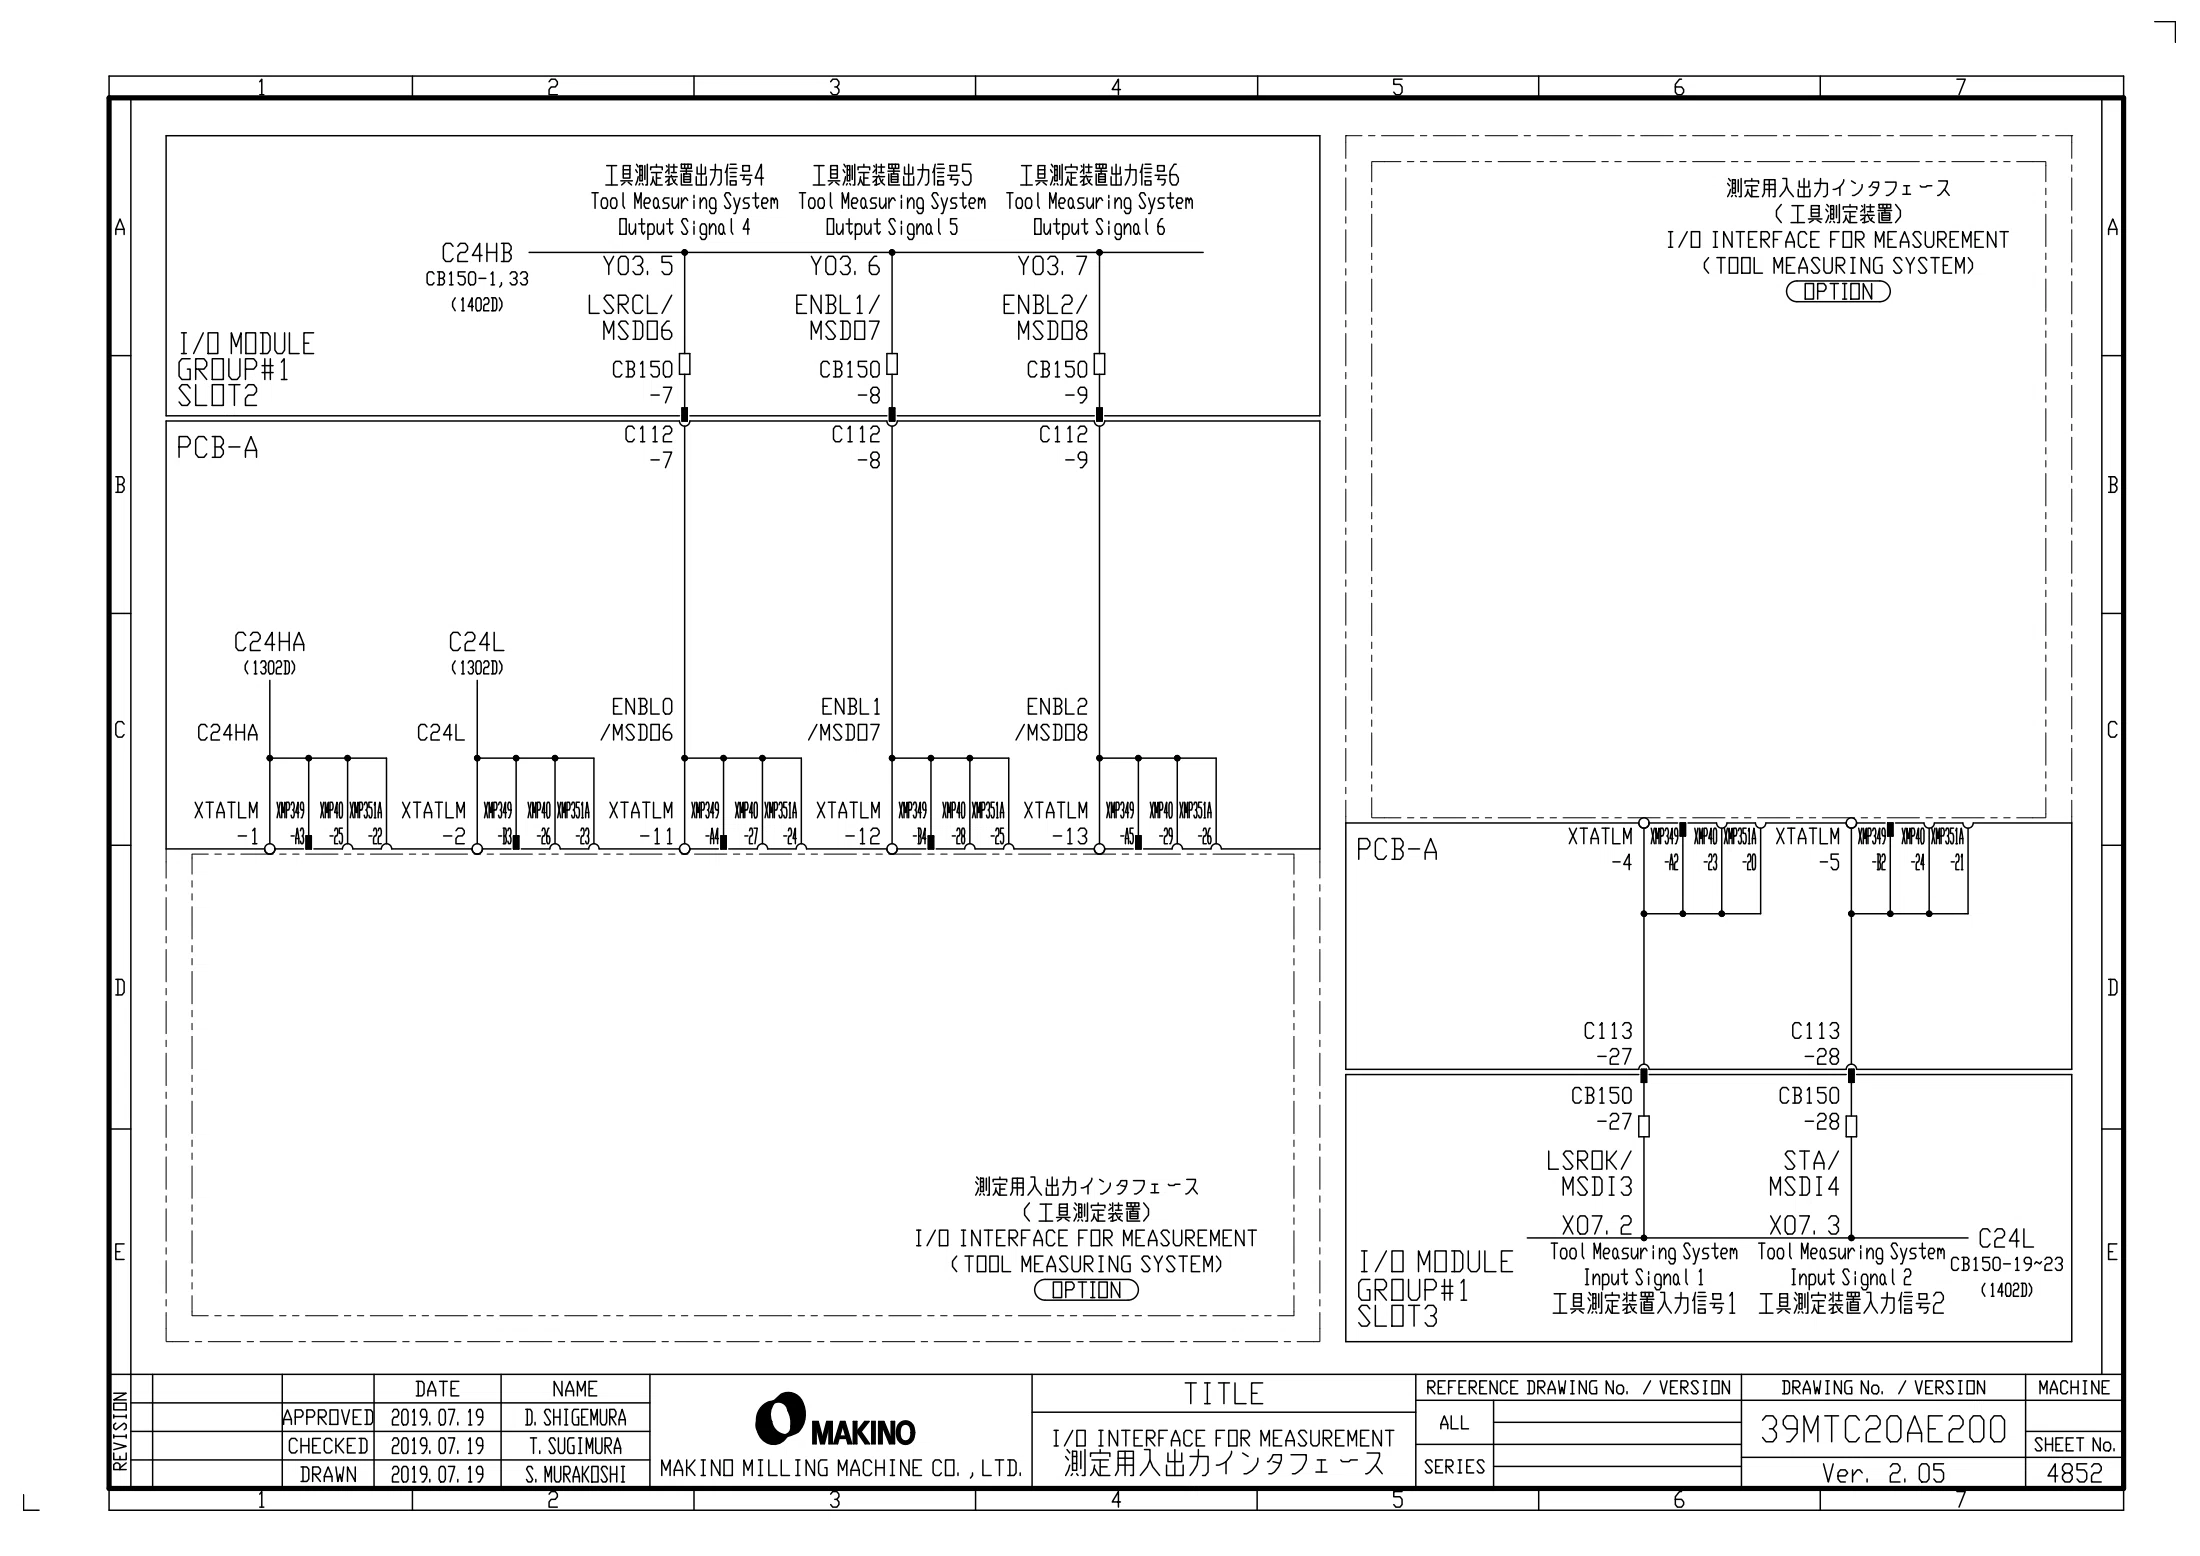 1 2 3 4 5 6 7
A
B
C
D
E
工具測定装置出力信号4
Tool Measuring System
Output Signal 4
工具測定装置出力信号5
Tool Measuring System
Output Signal 5
工具測定装置出力信号6
Tool Measuring System
Output Signal 6
C24HB
CB150-1,33
(1402D)
Y03.5
LSRCL/
MSDO6
CB150
-7
Y03.6
ENBL1/
MSDO7
CB150
-8
Y03.7
ENBL2/
MSDO8
CB150
-9
I/O MODULE
GROUP#1
SLOT2
PCB-A
C112
-7
C112
-8
C112
-9
C24HA
(1302D)
C24HA
C24L
(1302D)
C24L
ENBL0
/MSDO6
ENBL1
/MSDO7
ENBL2
/MSDO8
XTATLM
-1
XMP349
-A3
XMP40
-25
XMP351A
-22
XTATLM
-2
XMP349
-B3
XMP40
-26
XMP351A
-23
XTATLM
-11
XMP349
-A4
XMP40
-27
XMP351A
-24
XTATLM
-12
XMP349
-B4
XMP40
-28
XMP351A
-25
XTATLM
-13
XMP349
-A5
XMP40
-29
XMP351A
-26
測定用入出力インタフェース
(工具測定装置)
I/O INTERFACE FOR MEASUREMENT
(TOOL MEASURING SYSTEM)
OPTION
測定用入出力インタフェース
(工具測定装置)
I/O INTERFACE FOR MEASUREMENT
(TOOL MEASURING SYSTEM)
OPTION
PCB-A
XTATLM
-4
XMP349
-A2
XMP40
-23
XMP351A
-20
XTATLM
-5
XMP349
-B2
XMP40
-24
XMP351A
-21
C113
-27
C113
-28
CB150
-27
CB150
-28
LSROK/
MSDI3
X07.2
STA/
MSDI4
X07.3
I/O MODULE
GROUP#1
SLOT3
Tool Measuring System
Input Signal 1
工具測定装置入力信号1
Tool Measuring System
Input Signal 2
工具測定装置入力信号2
C24L
CB150-19~23
(1402D)
A
B
C
D
E
REVISION
DATE NAME
APPROVED 2019.07.19 D. SHIGEMURA
CHECKED 2019.07.19 T. SUGIMURA
DRAWN 2019.07.19 S. MURAKOSHI
MAKINO
MAKINO MILLING MACHINE CO.,LTD.
TITLE
I/O INTERFACE FOR MEASUREMENT
測定用入出力インタフェース
REFERENCE DRAWING No. / VERSION
ALL
SERIES
DRAWING No. / VERSION
39MTC20AE200
Ver. 2.05
MACHINE
SHEET No.
4852
1 2 3 4 5 6 7